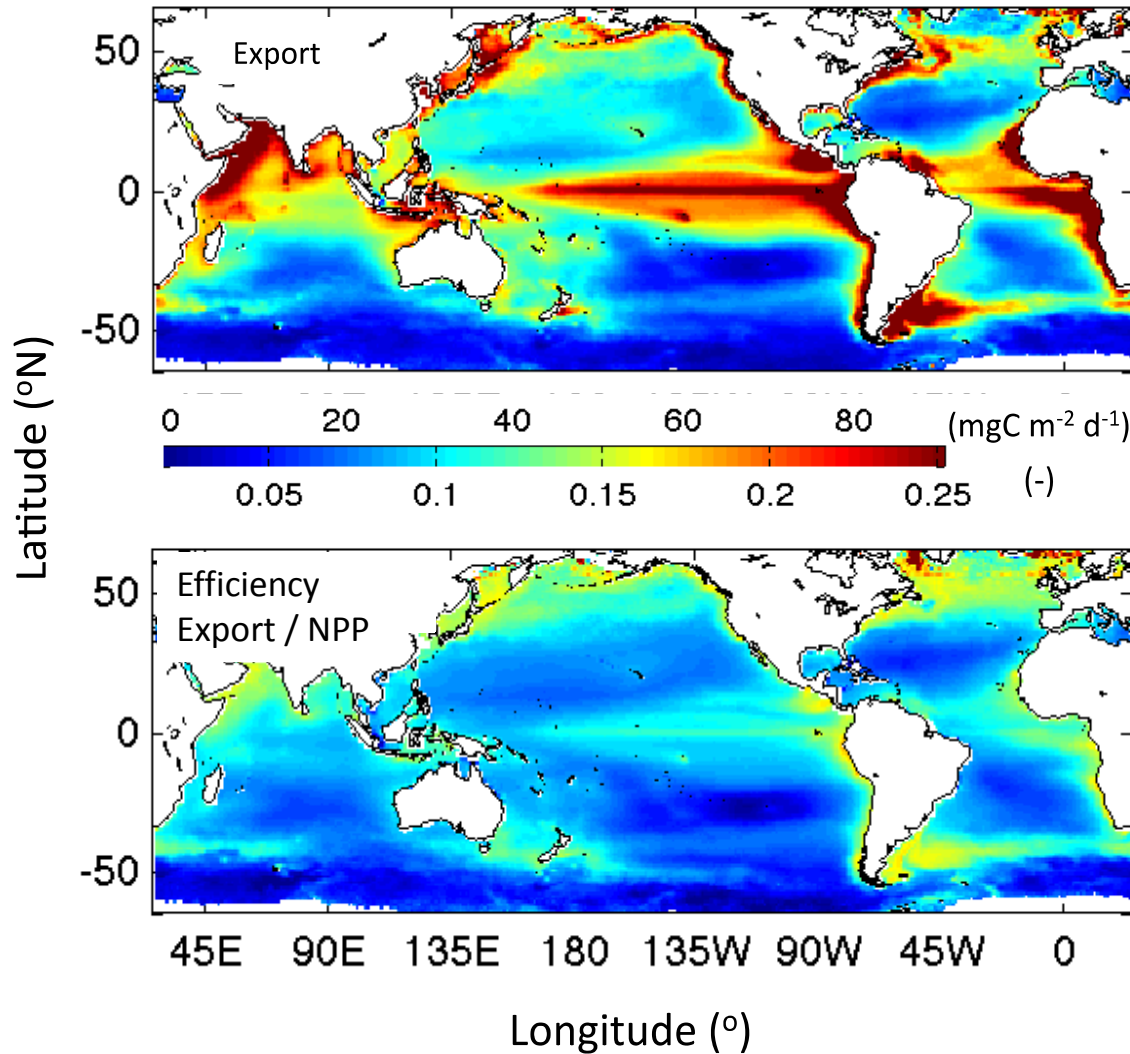 Export
50
0
-50
Latitude (ºN)
0 20 40 60 80 (mgC m⁻² d⁻¹)
0.05 0.1 0.15 0.2 0.25 (-)
Efficiency
Export / NPP
50
0
-50
45E 90E 135E 180 135W 90W 45W 0
Longitude (º)